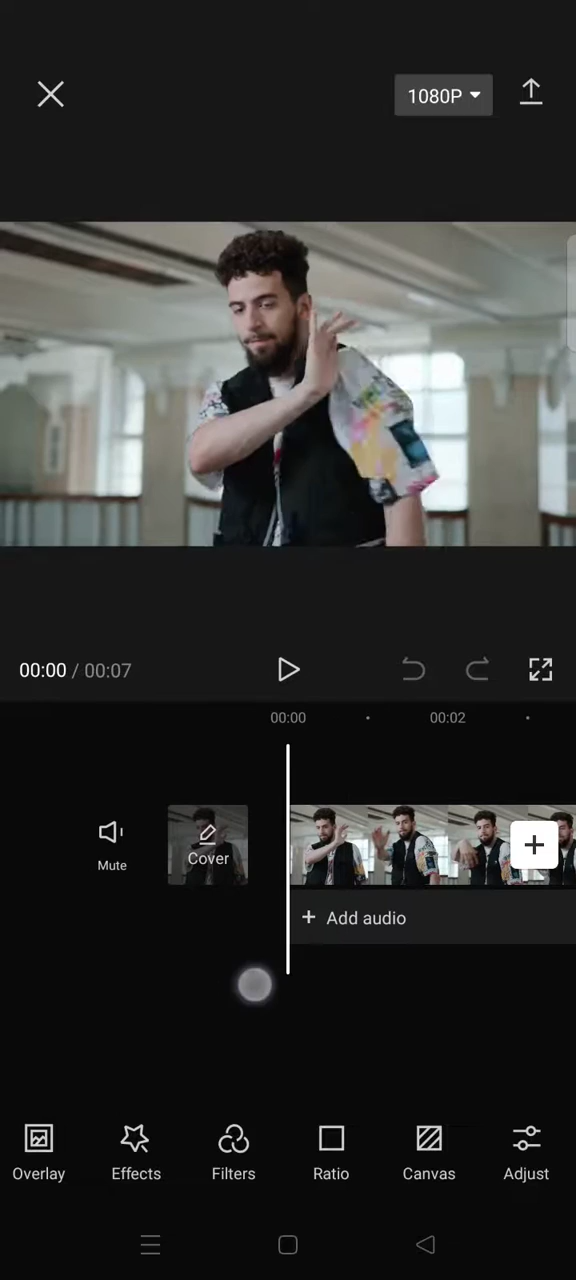 1080P
00:00 / 00:07
00:00
00:02
Mute
Cover
+ Add audio
Overlay
Effects
Filters
Ratio
Canvas
Adjust